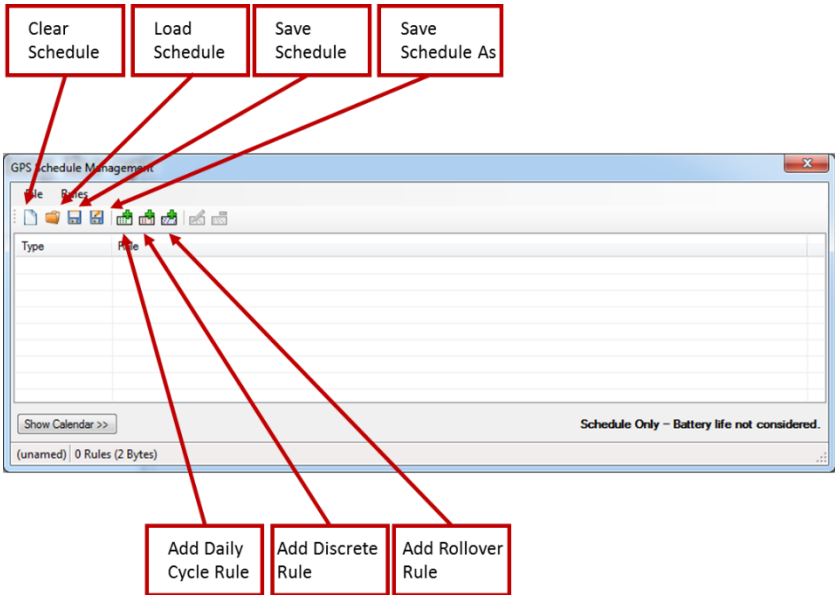 Clear
Schedule
Load
Schedule
Save
Schedule
Save
Schedule As
GPS Schedule Management
File Rules
Type Rule
Show Calendar >>
Schedule Only – Battery life not considered.
(unamed) 0 Rules (2 Bytes)
Add Daily
Cycle Rule
Add Discrete
Rule
Add Rollover
Rule